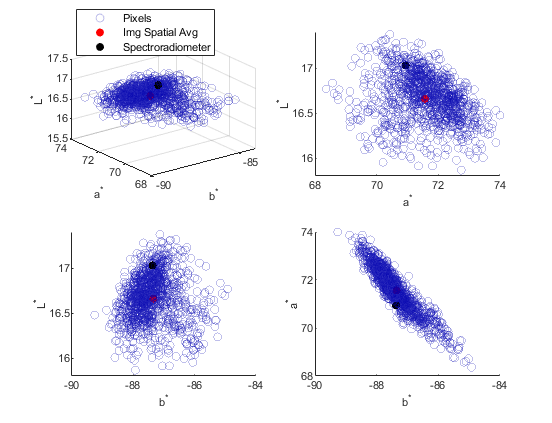 Pixels
Img Spatial Avg
Spectroradiometer
17.5
17
16.5
16
15.5
L*
74
72
70
68
a*
-90
-85
b*
17
16.5
16
L*
68
70
72
74
a*
17
16.5
16
L*
-90
-88
-86
-84
b*
74
72
70
68
a*
-90
-88
-86
-84
b*